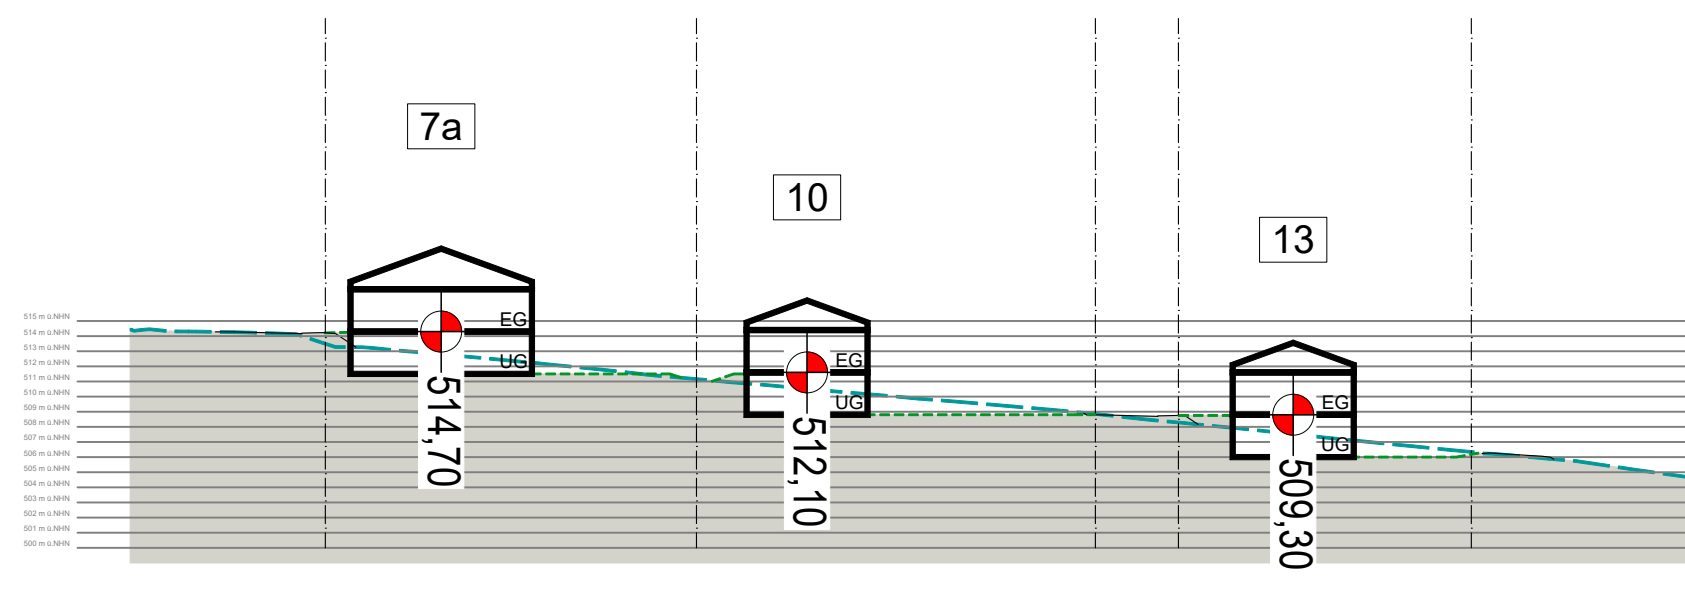 7a
10
13
EG
UG
514,70
EG
UG
512,10
EG
UG
509,30
515 m ü.NHN
514 m ü.NHN
513 m ü.NHN
512 m ü.NHN
511 m ü.NHN
510 m ü.NHN
509 m ü.NHN
508 m ü.NHN
507 m ü.NHN
506 m ü.NHN
505 m ü.NHN
504 m ü.NHN
503 m ü.NHN
502 m ü.NHN
501 m ü.NHN
500 m ü.NHN